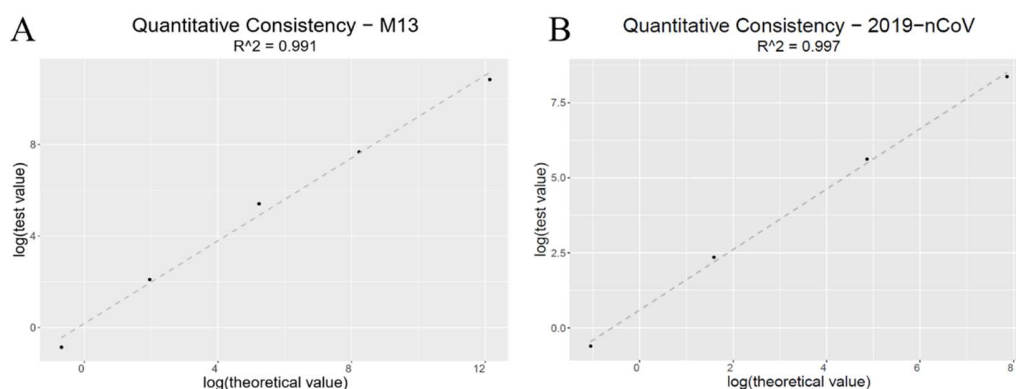 A
Quantitative Consistency − M13
R^2 = 0.991
log(test value)
8
4
0
0 4 8 12
log(theoretical value)
B
Quantitative Consistency − 2019−nCoV
R^2 = 0.997
log(test value)
7.5
5.0
2.5
0.0
0 2 4 6 8
log(theoretical value)